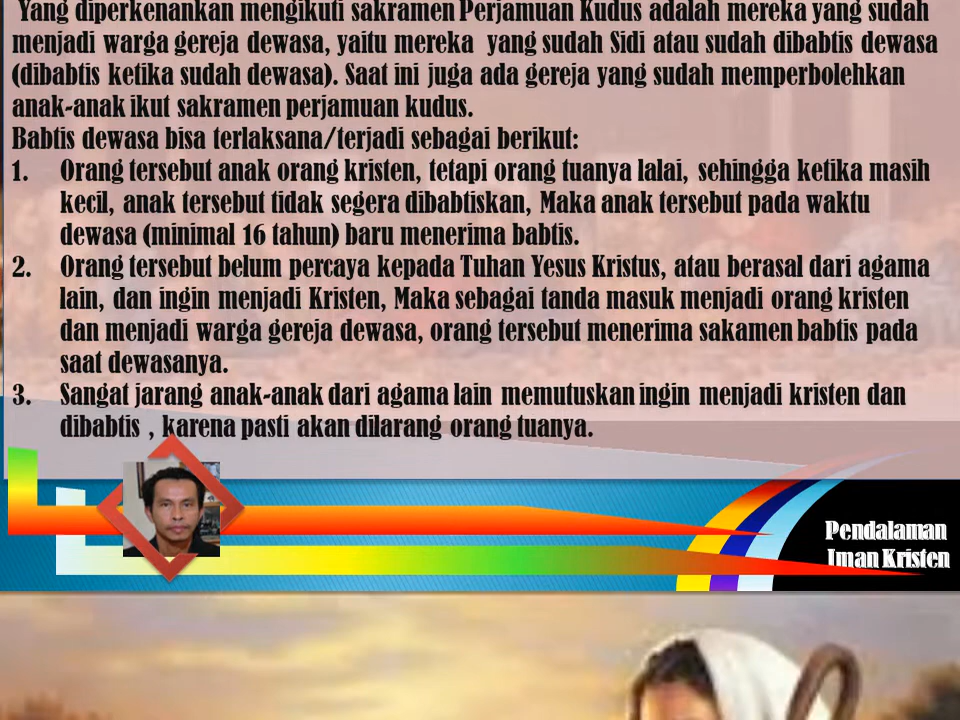 Yang diperkenankan mengikuti sakramen Perjamuan Kudus adalah mereka yang sudah
menjadi warga gereja dewasa, yaitu mereka yang sudah Sidi atau sudah dibabtis dewasa
(dibabtis ketika sudah dewasa). Saat ini juga ada gereja yang sudah memperbolehkan
anak-anak ikut sakramen perjamuan kudus.
Babtis dewasa bisa terlaksana/terjadi sebagai berikut:
1. Orang tersebut anak orang kristen, tetapi orang tuanya lalai, sehingga ketika masih
kecil, anak tersebut tidak segera dibabtiskan, Maka anak tersebut pada waktu
dewasa (minimal 16 tahun) baru menerima babtis.
2. Orang tersebut belum percaya kepada Tuhan Yesus Kristus, atau berasal dari agama
lain, dan ingin menjadi Kristen, Maka sebagai tanda masuk menjadi orang kristen
dan menjadi warga gereja dewasa, orang tersebut menerima sakamen babtis pada
saat dewasanya.
3. Sangat jarang anak-anak dari agama lain memutuskan ingin menjadi kristen dan
dibabtis , karena pasti akan dilarang orang tuanya.
Pendalaman
Iman Kristen